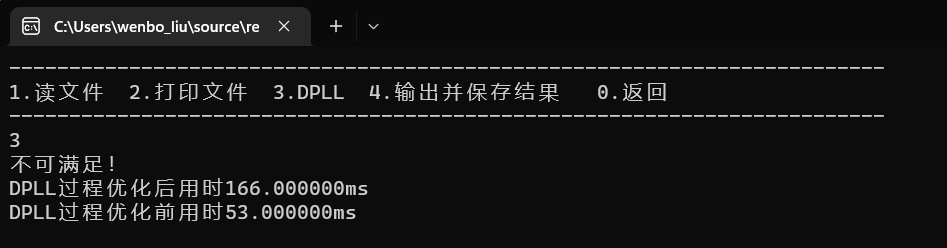 C:\Users\wenbo_liu\source\re
------------------------------------------------------------------------
1.读文件  2.打印文件  3.DPLL  4.输出并保存结果   0.返回
------------------------------------------------------------------------
3
不可满足!
DPLL过程优化后用时166.000000ms
DPLL过程优化前用时53.000000ms